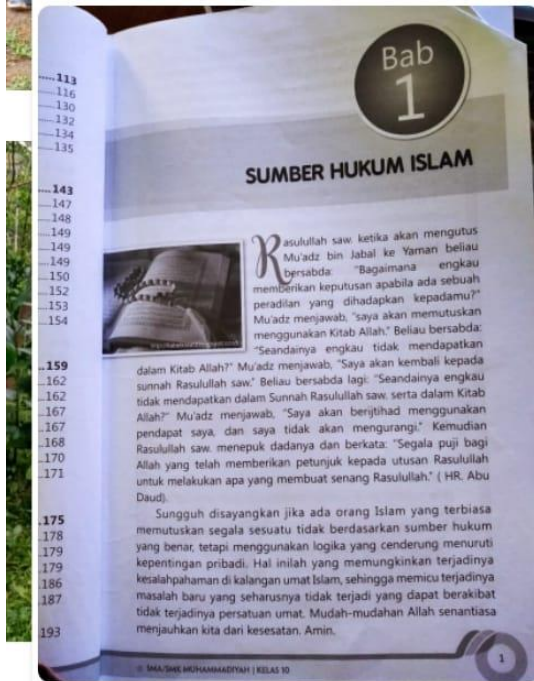 .....113
....116
....130
....132
....134
....135
....143
....147
....148
....149
....149
....149
....150
....152
....153
....154
..159
..162
..162
..167
..167
..168
..170
..171
.175
.178
.179
.179
.186
.187
193
Bab
1
SUMBER HUKUM ISLAM
Rasulullah saw. ketika akan mengutus
Mu'adz bin Jabal ke Yaman beliau
bersabda: "Bagaimana engkau
memberikan keputusan apabila ada sebuah
peradilan yang dihadapkan kepadamu?"
Mu'adz menjawab, "saya akan memutuskan
menggunakan Kitab Allah." Beliau bersabda:
"Seandainya engkau tidak mendapatkan
dalam Kitab Allah?" Mu'adz menjawab, "Saya akan kembali kepada
sunnah Rasulullah saw." Beliau bersabda lagi: "Seandainya engkau
tidak mendapatkan dalam Sunnah Rasulullah saw. serta dalam Kitab
Allah?" Mu'adz menjawab, "Saya akan berijtihad menggunakan
pendapat saya, dan saya tidak akan mengurangi." Kemudian
Rasulullah saw. menepuk dadanya dan berkata: "Segala puji bagi
Allah yang telah memberikan petunjuk kepada utusan Rasulullah
untuk melakukan apa yang membuat senang Rasulullah." ( HR. Abu
Daud).
Sungguh disayangkan jika ada orang Islam yang terbiasa
memutuskan segala sesuatu tidak berdasarkan sumber hukum
yang benar, tetapi menggunakan logika yang cenderung menuruti
kepentingan pribadi. Hal inilah yang memungkinkan terjadinya
kesalahpahaman di kalangan umat Islam, sehingga memicu terjadinya
masalah baru yang seharusnya tidak terjadi yang dapat berakibat
tidak terjadinya persatuan umat. Mudah-mudahan Allah senantiasa
menjauhkan kita dari kesesatan. Amin.
SMA/SMK MUHAMMADIYAH | KELAS 10
1